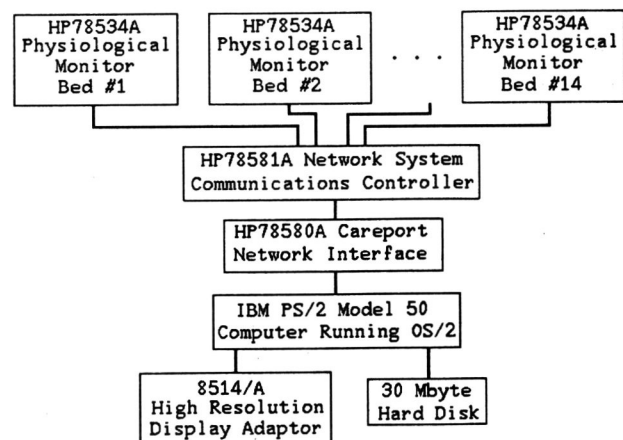 HP78534A
Physiological
Monitor
Bed #1
HP78534A
Physiological
Monitor
Bed #2
. . .
HP78534A
Physiological
Monitor
Bed #14
HP78581A Network System
Communications Controller
HP78580A Careport
Network Interface
IBM PS/2 Model 50
Computer Running OS/2
8514/A
High Resolution
Display Adaptor
30 Mbyte
Hard Disk